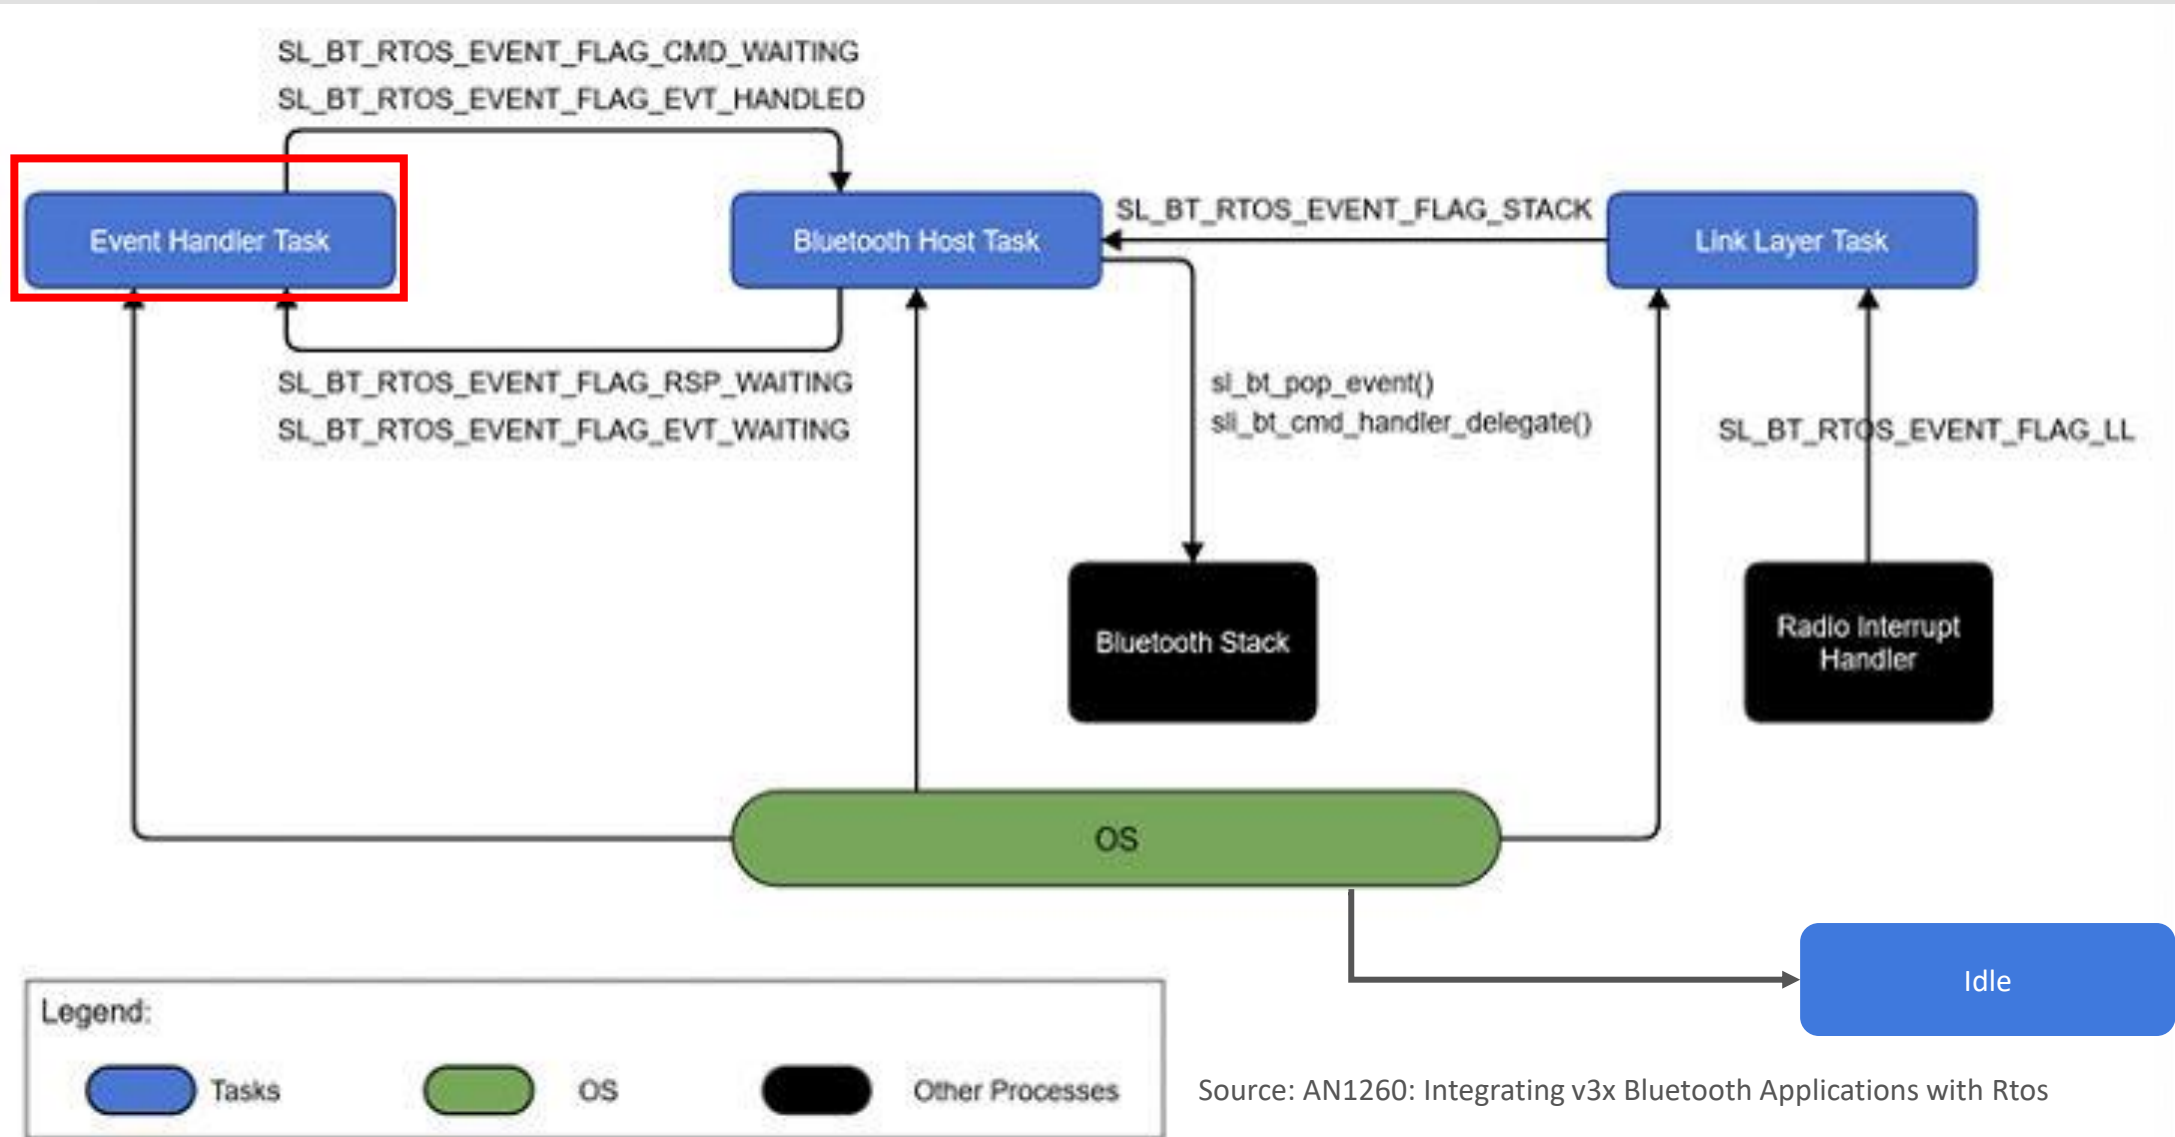 SL_BT_RTOS_EVENT_FLAG_CMD_WAITING
SL_BT_RTOS_EVENT_FLAG_EVT_HANDLED
Event Handler Task
Bluetooth Host Task
SL_BT_RTOS_EVENT_FLAG_STACK
Link Layer Task
SL_BT_RTOS_EVENT_FLAG_RSP_WAITING
SL_BT_RTOS_EVENT_FLAG_EVT_WAITING
sl_bt_pop_event()
sli_bt_cmd_handler_delegate()
SL_BT_RTOS_EVENT_FLAG_LL
Bluetooth Stack
Radio Interrupt
Handler
OS
Idle
Legend:
Tasks
OS
Other Processes
Source: AN1260: Integrating v3x Bluetooth Applications with Rtos